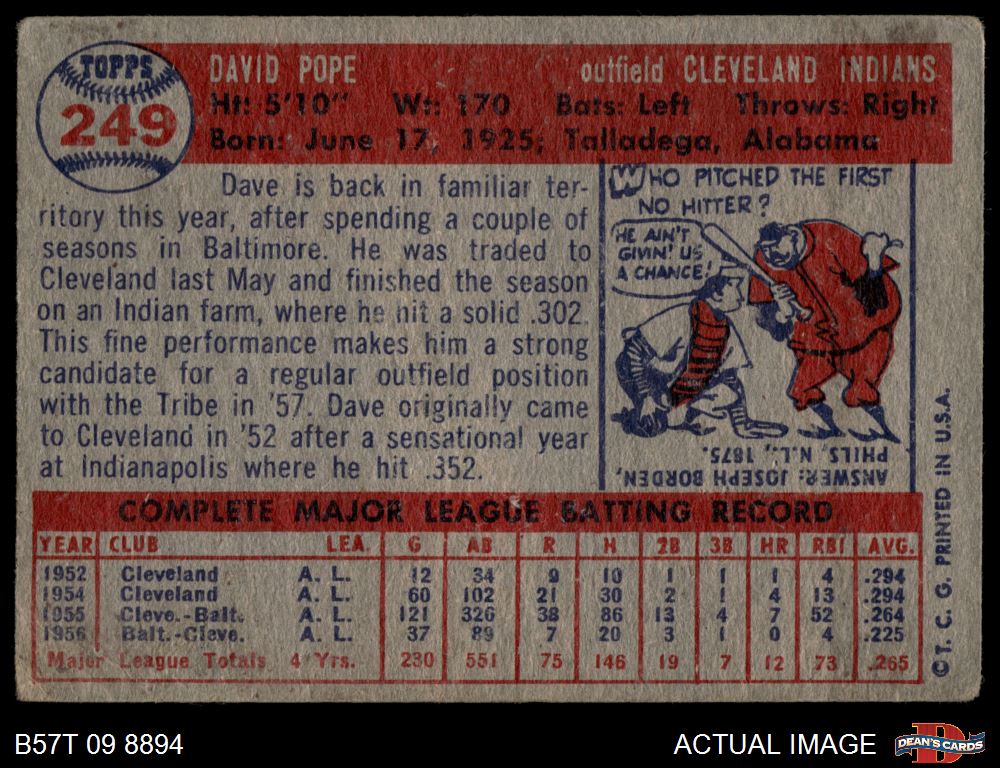 TOPPS
249
DAVID POPE outfield CLEVELAND INDIANS
Ht: 5'10" Wt: 170 Bats: Left Throws: Right
Born: June 17, 1925; Talladega, Alabama
Dave is back in familiar ter-
ritory this year, after spending a couple of
seasons in Baltimore. He was traded to
Cleveland last May and finished the season
on an Indian farm, where he hit a solid .302.
This fine performance makes him a strong
candidate for a regular outfield position
with the Tribe in '57. Dave originally came
to Cleveland in '52 after a sensational year
at Indianapolis where he hit .352.
WHO PITCHED THE FIRST
NO HITTER?
HE AIN'T
GIVIN' US
A CHANCE!
ANSWER: JOSEPH BORDEN,
PHILS, N.L., 1875.
COMPLETE MAJOR LEAGUE BATTING RECORD
YEAR CLUB LEA. G AB R H 2B 3B HR RBI AVG.
1952 Cleveland A. L. 12 34 9 10 1 1 1 4 .294
1954 Cleveland A. L. 60 102 21 30 2 1 4 13 .294
1955 Cleve.-Balt. A. L. 121 326 38 86 13 4 7 52 .264
1956 Balt.-Cleve. A. L. 37 89 7 20 3 1 0 4 .225
Major League Totals 4 Yrs. 230 551 75 146 19 7 12 73 .265
© T. C. G. PRINTED IN U.S.A.
B57T 09 8894
ACTUAL IMAGE
D
DEAN'S CARDS